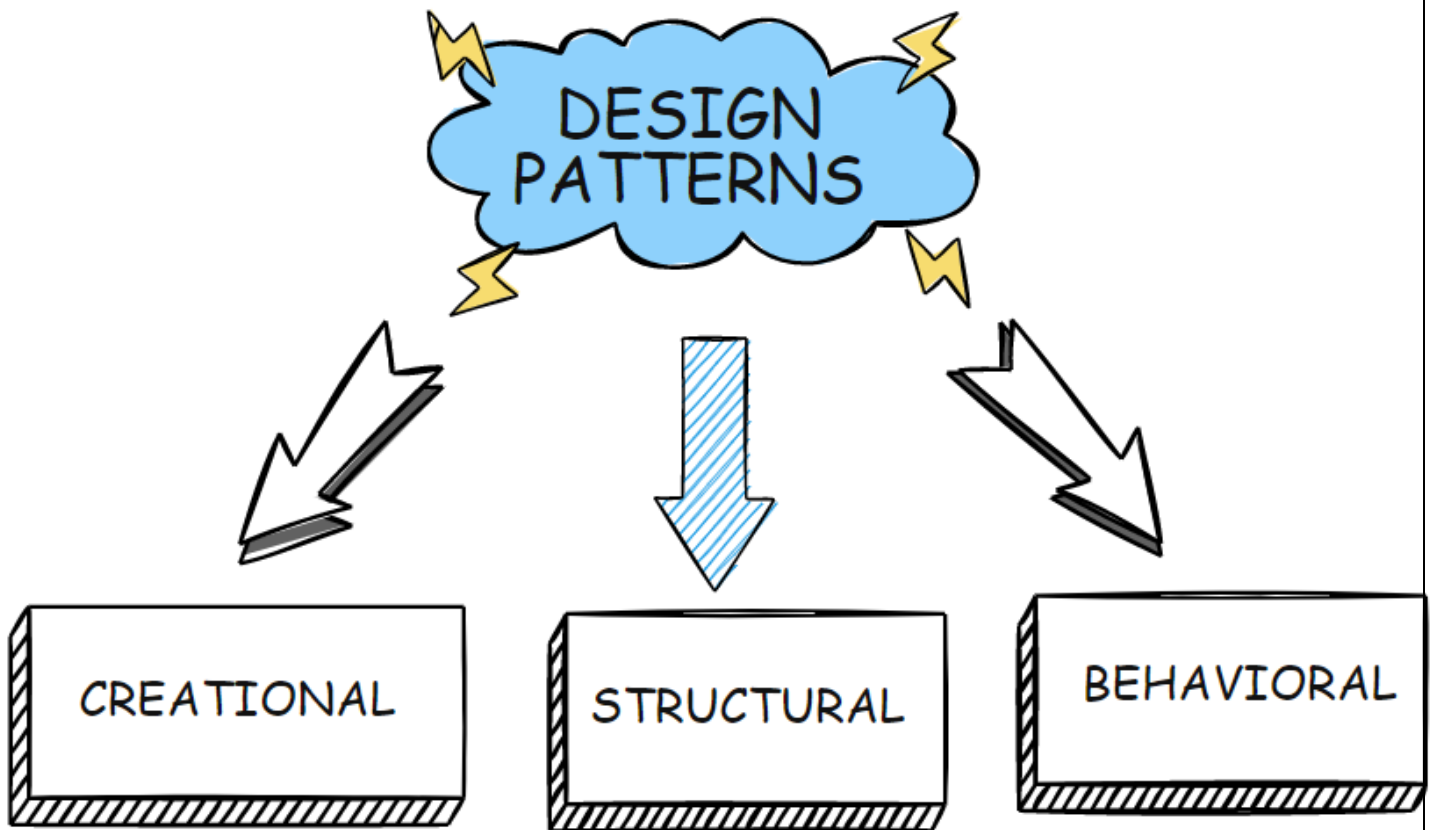 DESIGN
PATTERNS
CREATIONAL
STRUCTURAL
BEHAVIORAL